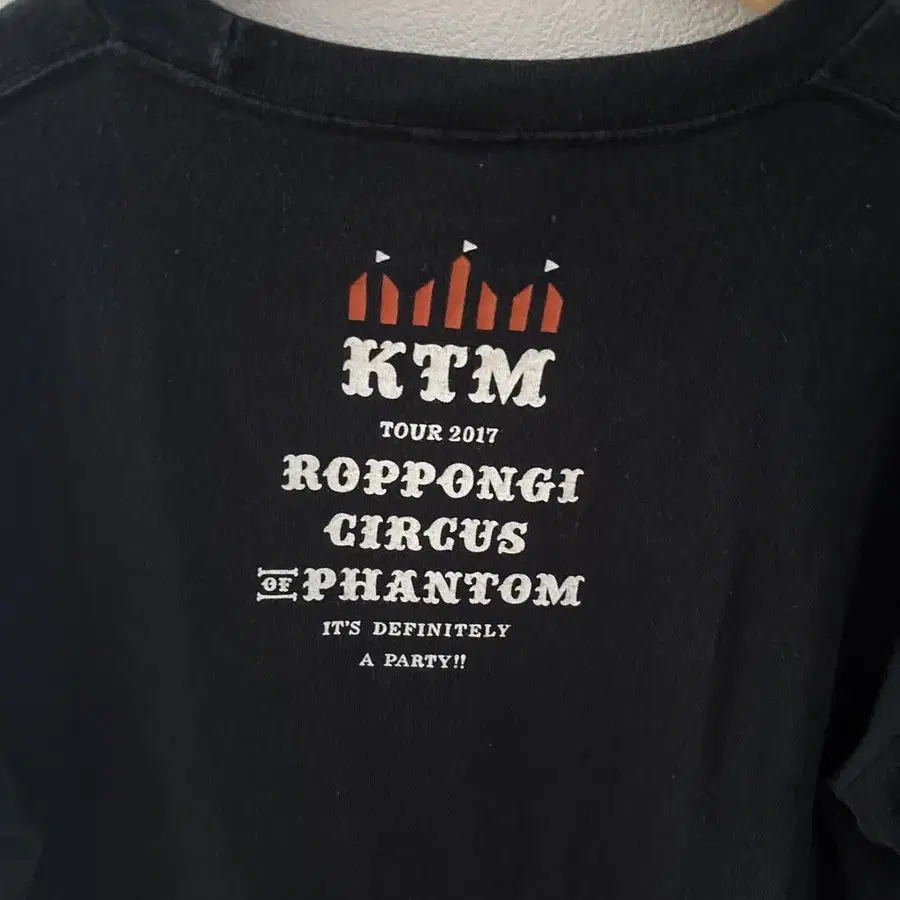 KTM
TOUR 2017
ROPPONGI
CIRCUS
OF PHANTOM
IT'S DEFINITELY
A PARTY!!